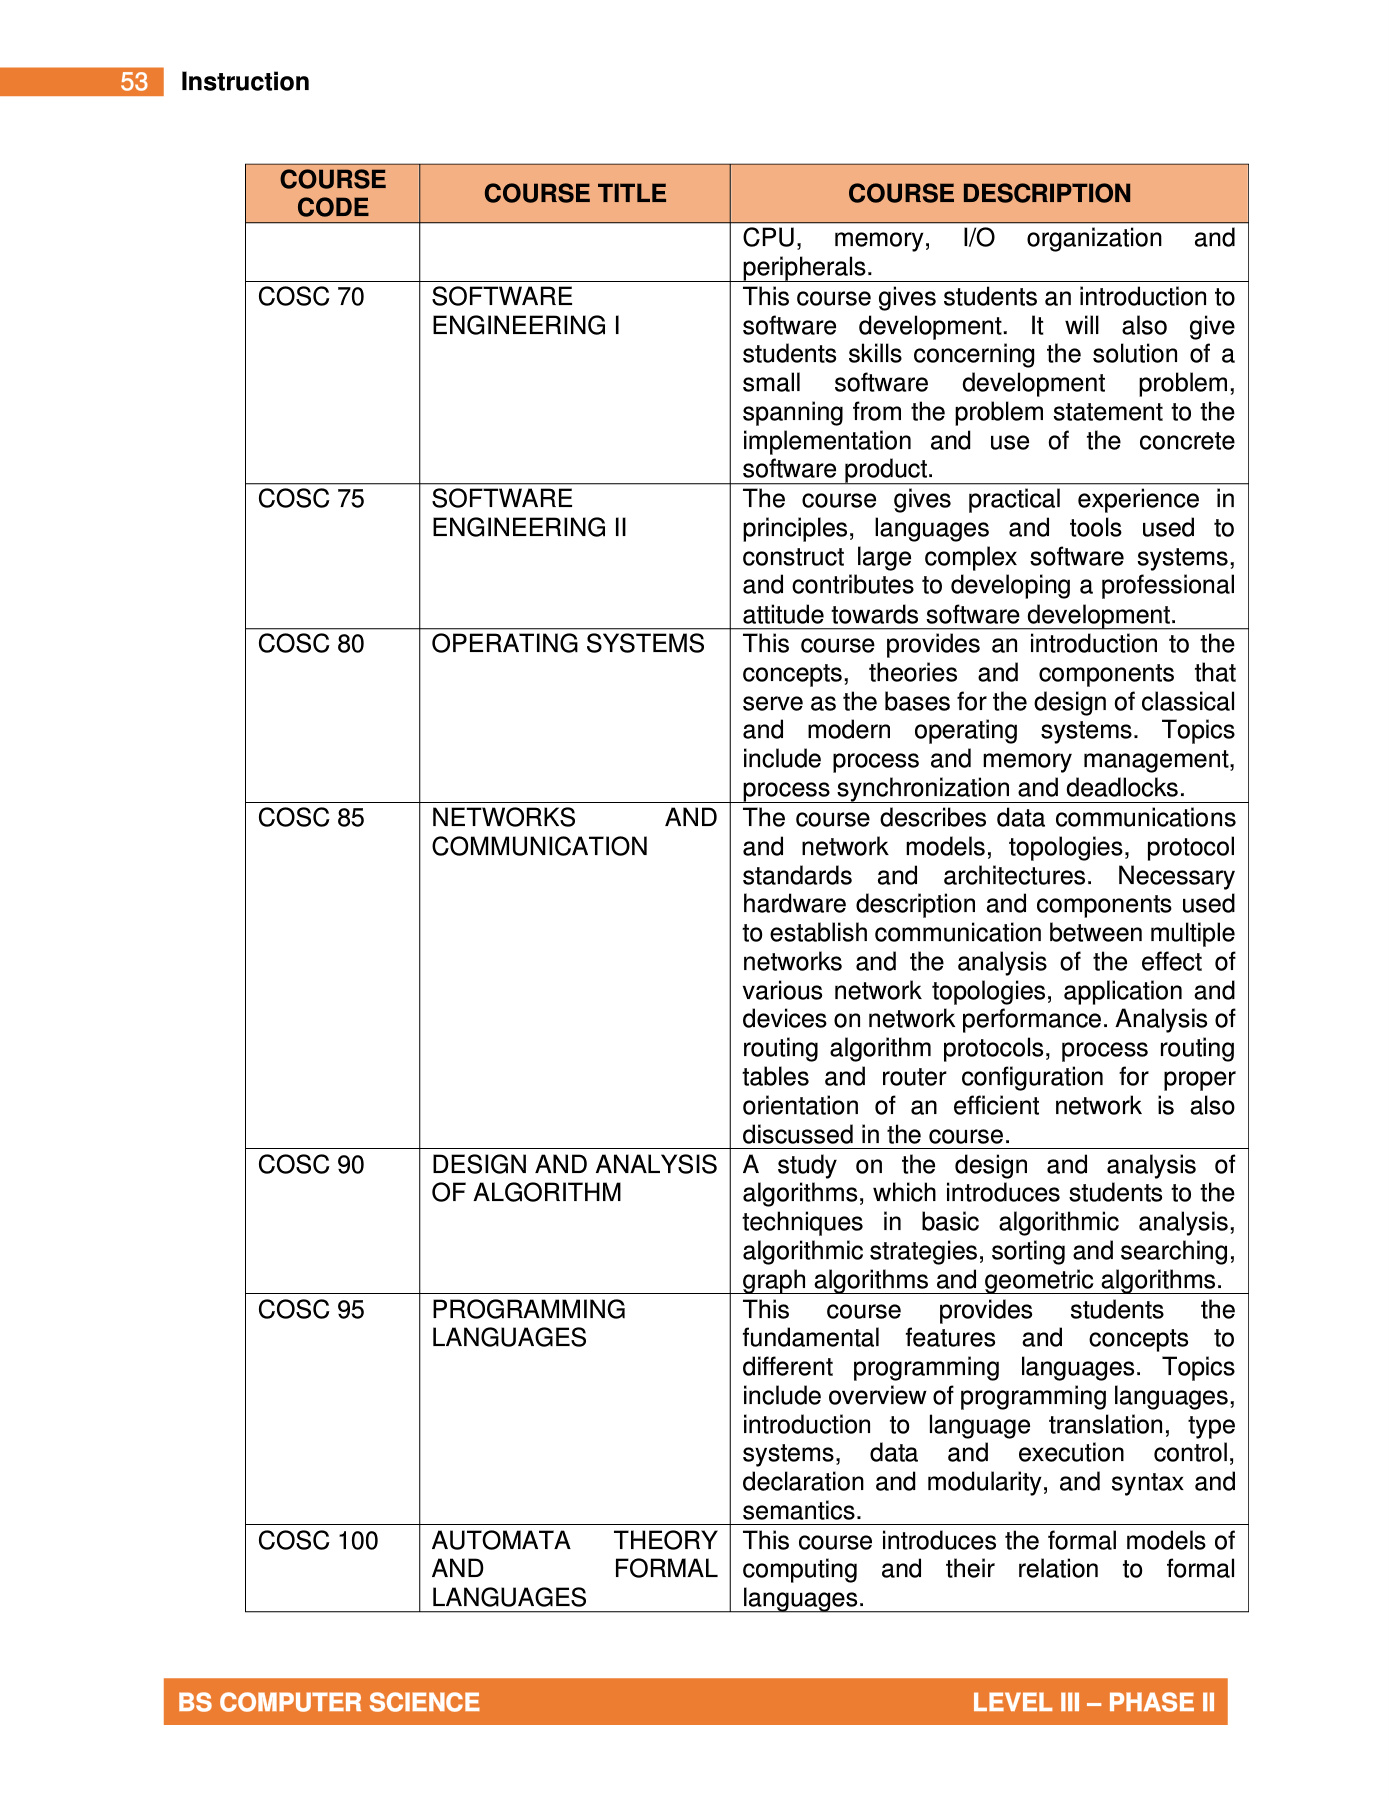 53 Instruction
COURSE CODE COURSE TITLE COURSE DESCRIPTION
CPU, memory, I/O organization and
peripherals.
COSC 70 SOFTWARE ENGINEERING I
This course gives students an introduction to
software development. It will also give
students skills concerning the solution of a
small software development problem,
spanning from the problem statement to the
implementation and use of the concrete
software product.
COSC 75 SOFTWARE ENGINEERING II
The course gives practical experience in
principles, languages and tools used to
construct large complex software systems,
and contributes to developing a professional
attitude towards software development.
COSC 80 OPERATING SYSTEMS
This course provides an introduction to the
concepts, theories and components that
serve as the bases for the design of classical
and modern operating systems. Topics
include process and memory management,
process synchronization and deadlocks.
COSC 85 NETWORKS AND COMMUNICATION
The course describes data communications
and network models, topologies, protocol
standards and architectures. Necessary
hardware description and components used
to establish communication between multiple
networks and the analysis of the effect of
various network topologies, application and
devices on network performance. Analysis of
routing algorithm protocols, process routing
tables and router configuration for proper
orientation of an efficient network is also
discussed in the course.
COSC 90 DESIGN AND ANALYSIS OF ALGORITHM
A study on the design and analysis of
algorithms, which introduces students to the
techniques in basic algorithmic analysis,
algorithmic strategies, sorting and searching,
graph algorithms and geometric algorithms.
COSC 95 PROGRAMMING LANGUAGES
This course provides students the
fundamental features and concepts to
different programming languages. Topics
include overview of programming languages,
introduction to language translation, type
systems, data and execution control,
declaration and modularity, and syntax and
semantics.
COSC 100 AUTOMATA THEORY AND FORMAL LANGUAGES
This course introduces the formal models of
computing and their relation to formal
languages.
BS COMPUTER SCIENCE LEVEL III – PHASE II